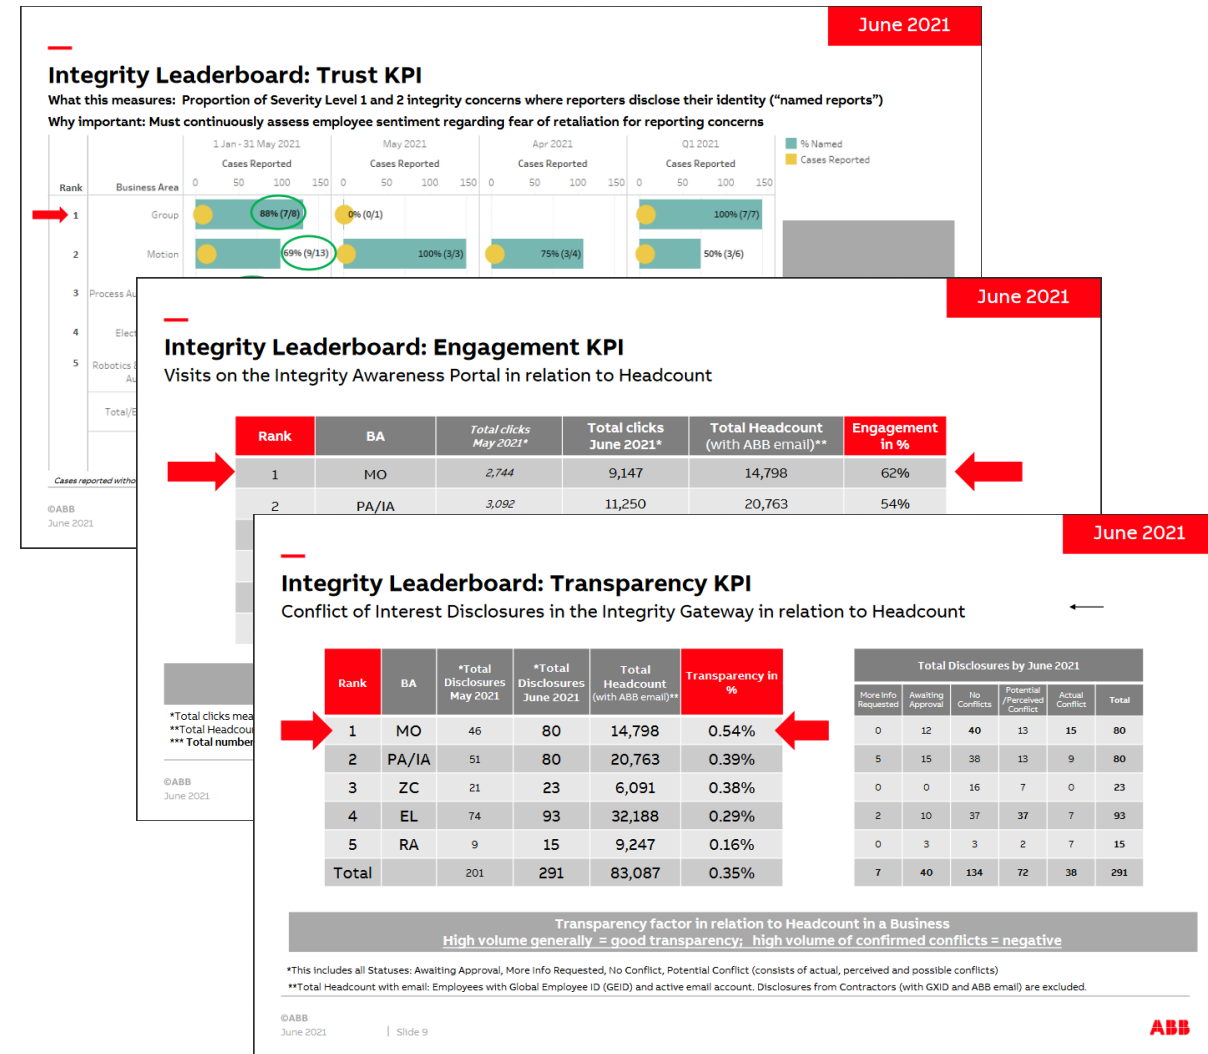 June 2021
Integrity Leaderboard: Trust KPI
What this measures: Proportion of Severity Level 1 and 2 integrity concerns where reporters disclose their identity (“named reports”)
Why important: Must continuously assess employee sentiment regarding fear of retaliation for reporting concerns
1 Jan - 31 May 2021 May 2021 Apr 2021 Q1 2021 % Named
Cases Reported Cases Reported Cases Reported Cases Reported Cases Reported
Rank Business Area 0 50 100 150 0 50 100 150 0 50 100 150 0 50 100 150
1 Group 88% (7/8) 0% (0/1) 100% (7/7)
2 Motion 69% (9/13) 100% (3/3) 75% (3/4) 50% (3/6)
3 Process Au
4 Elect
5 Robotics &
Au
Total/B
Cases reported witho
©ABB
June 2021
June 2021
Integrity Leaderboard: Engagement KPI
Visits on the Integrity Awareness Portal in relation to Headcount
Rank BA Total clicks May 2021* Total clicks June 2021* Total Headcount (with ABB email)** Engagement in %
1 MO 2,744 9,147 14,798 62%
2 PA/IA 3,092 11,250 20,763 54%
*Total clicks mea
**Total Headcou
*** Total number
©ABB
June 2021
June 2021
Integrity Leaderboard: Transparency KPI
Conflict of Interest Disclosures in the Integrity Gateway in relation to Headcount
Rank BA *Total Disclosures May 2021 *Total Disclosures June 2021 Total Headcount (with ABB email)** Transparency in %
1 MO 46 80 14,798 0.54%
2 PA/IA 51 80 20,763 0.39%
3 ZC 21 23 6,091 0.38%
4 EL 74 93 32,188 0.29%
5 RA 9 15 9,247 0.16%
Total 201 291 83,087 0.35%
Total Disclosures by June 2021
More Info Requested Awaiting Approval No Conflicts Potential /Perceived Conflict Actual Conflict Total
0 12 40 13 15 80
5 15 38 13 9 80
0 0 16 7 0 23
2 10 37 37 7 93
0 3 3 2 7 15
7 40 134 72 38 291
Transparency factor in relation to Headcount in a Business
High volume generally = good transparency; high volume of confirmed conflicts = negative
*This includes all Statuses: Awaiting Approval, More Info Requested, No Conflict, Potential Conflict (consists of actual, perceived and possible conflicts)
**Total Headcount with email: Employees with Global Employee ID (GEID) and active email account. Disclosures from Contractors (with GXID and ABB email) are excluded.
©ABB
June 2021 | Slide 9
ABB